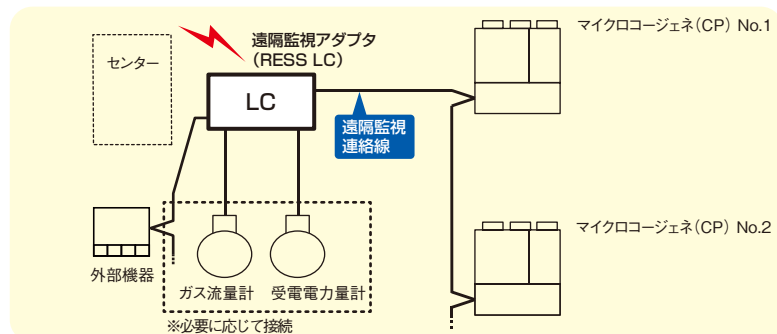 マイクロコージェネ(CP) No.1
遠隔監視アダプタ
(RESS LC)
センター
LC
遠隔監視
連絡線
マイクロコージェネ(CP) No.2
外部機器
ガス流量計 受電電力量計
※必要に応じて接続